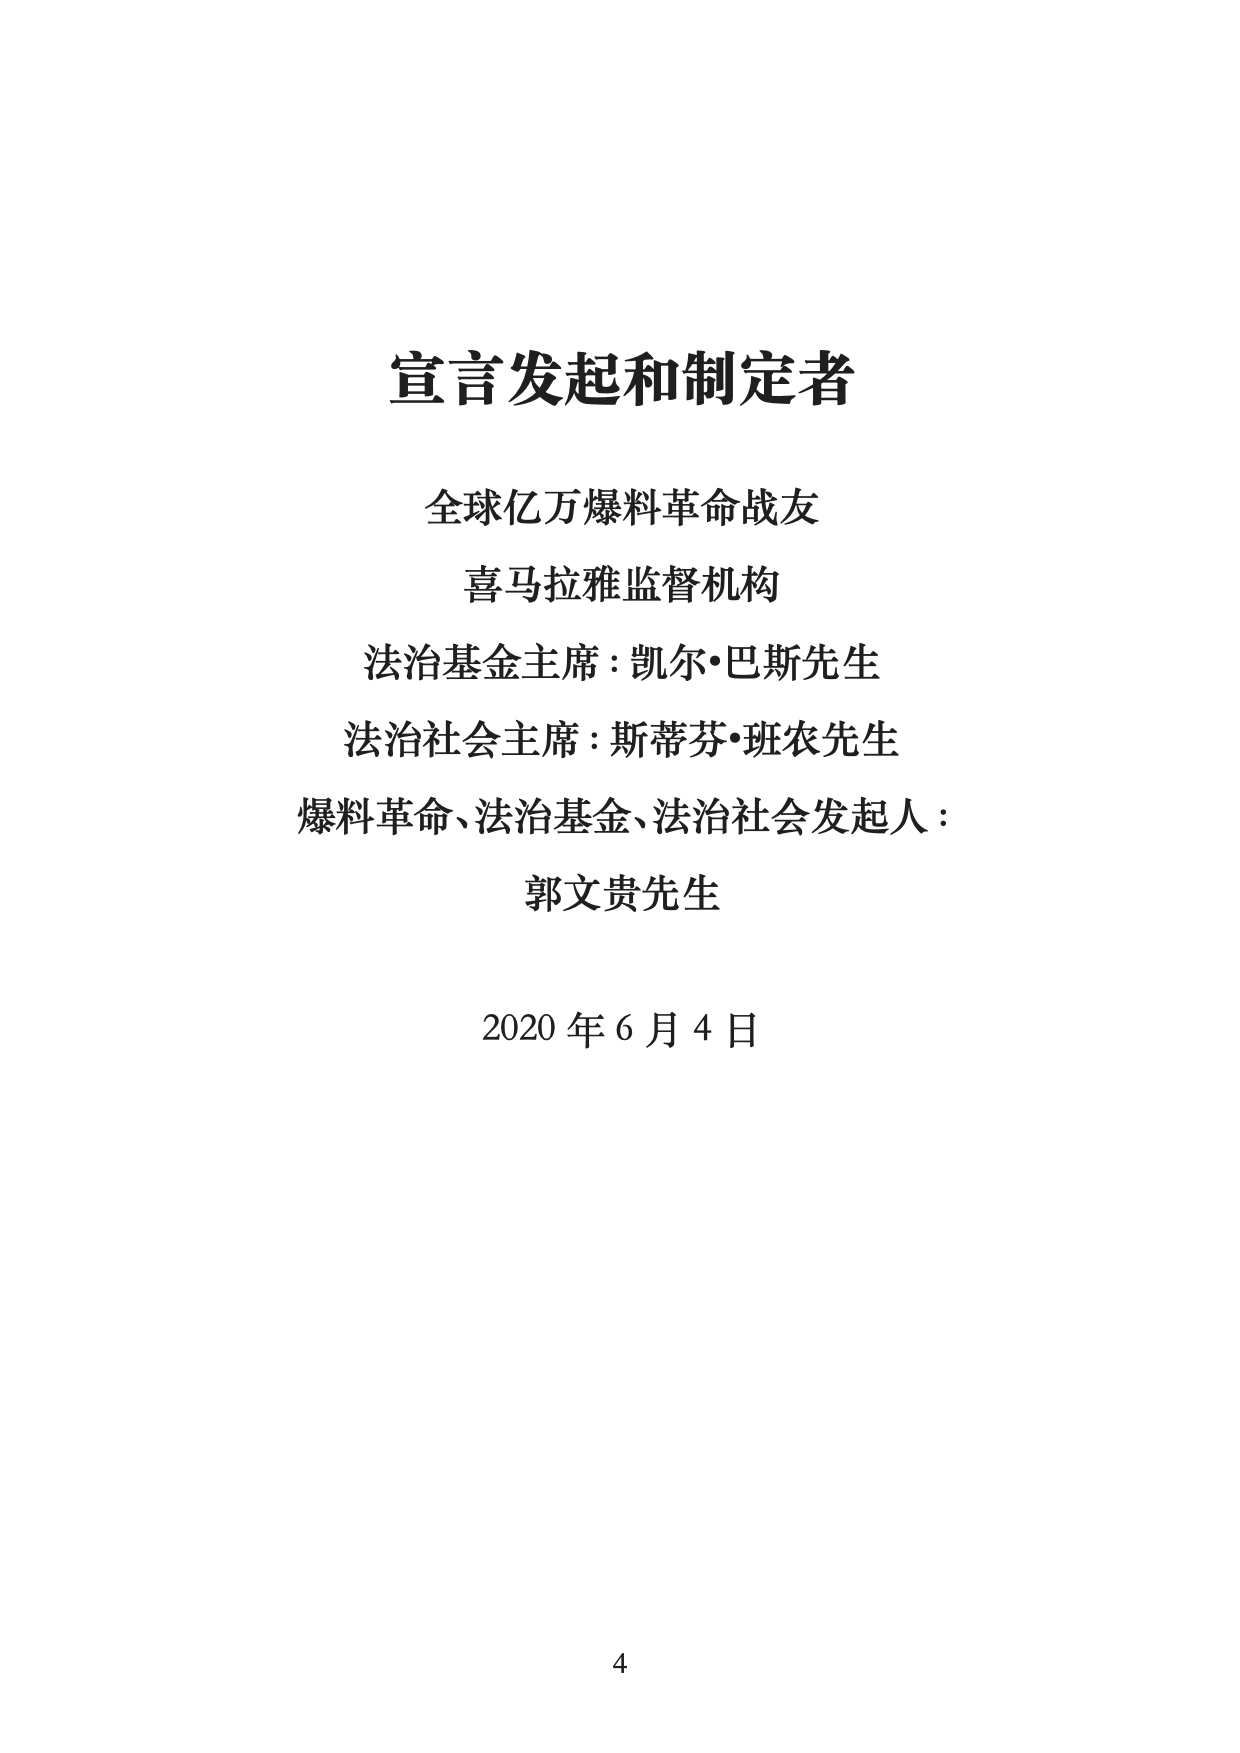 宣言发起和制定者
全球亿万爆料革命战友
喜马拉雅监督机构
法治基金主席：凯尔•巴斯先生
法治社会主席：斯蒂芬•班农先生
爆料革命、法治基金、法治社会发起人：
郭文贵先生
2020 年 6 月 4 日
4